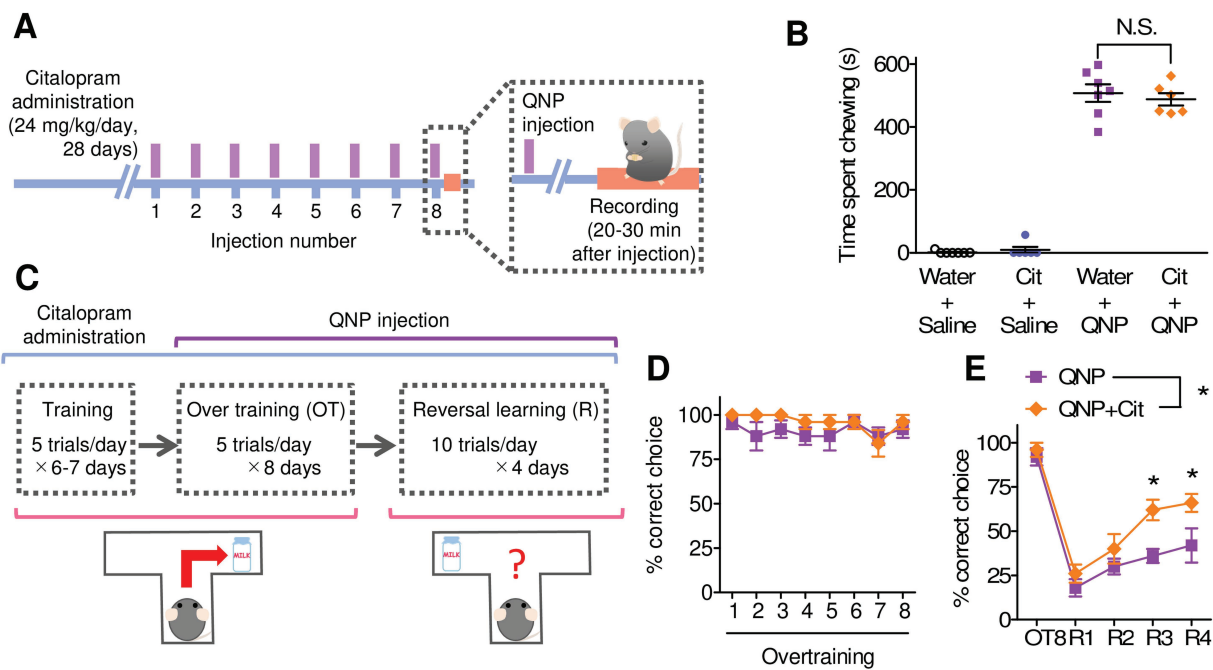 A
Citalopram
administration
(24 mg/kg/day,
28 days)
1 2 3 4 5 6 7 8
Injection number
QNP
injection
Recording
(20-30 min
after injection)
B
N.S.
Time spent chewing (s)
600
400
200
0
Water + Saline
Cit + Saline
Water + QNP
Cit + QNP
C
Citalopram
administration
QNP injection
Training
5 trials/day
×6-7 days
Over training (OT)
5 trials/day
×8 days
Reversal learning (R)
10 trials/day
×4 days
MILK
MILK
?
D
% correct choice
100
75
50
25
0
1 2 3 4 5 6 7 8
Overtraining
E
QNP
QNP+Cit
*
% correct choice
100
75
50
25
0
* *
OT8 R1 R2 R3 R4